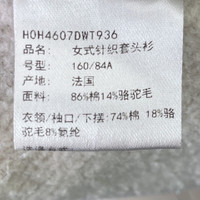 H0H4607DWT936
品名: 女式针织套头衫
号型: 160/84A
产地: 法国
面料: 86%棉14%骆驼毛
衣领/袖口/下摆:74%棉 18%骆
驼毛8%氨纶